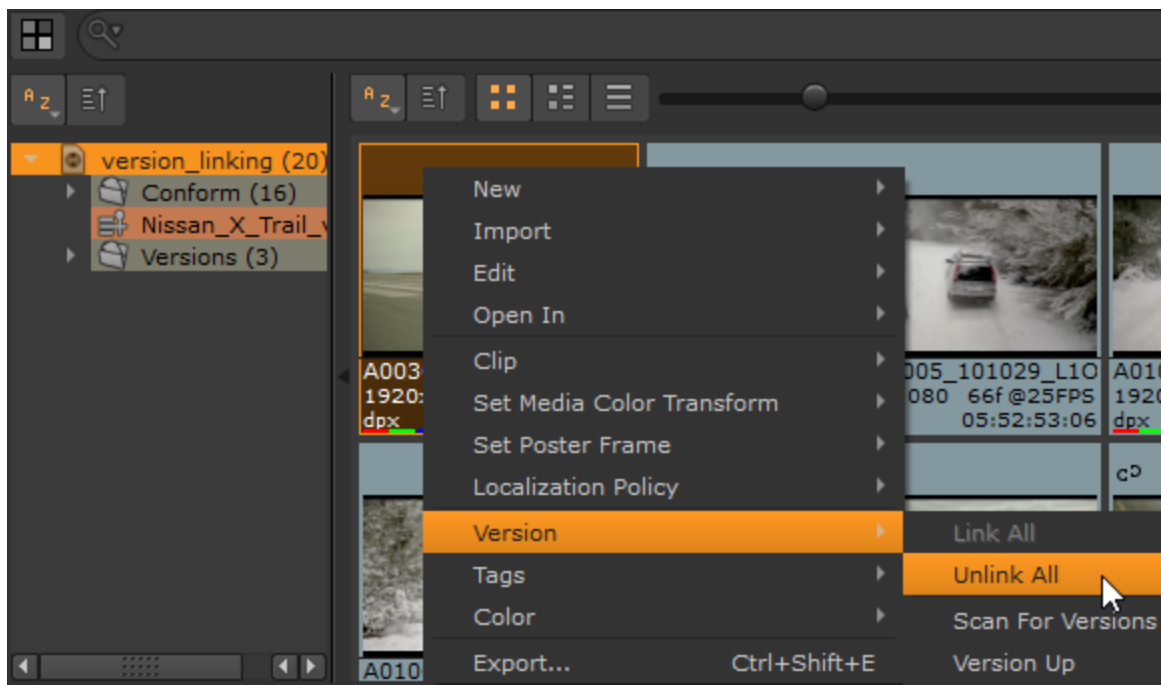 A Z
A Z
version_linking (20)
Conform (16)
Nissan_X_Trail_
Versions (3)
New
Import
Edit
Open In
Clip
Set Media Color Transform
Set Poster Frame
Localization Policy
Version
Tags
Color
Export... Ctrl+Shift+E
Link All
Unlink All
Scan For Versions
Version Up
A003
1920
dpx
005_101029_L1O
080 66f@25FPS
05:52:53:06
A010
1920
dpx
A010